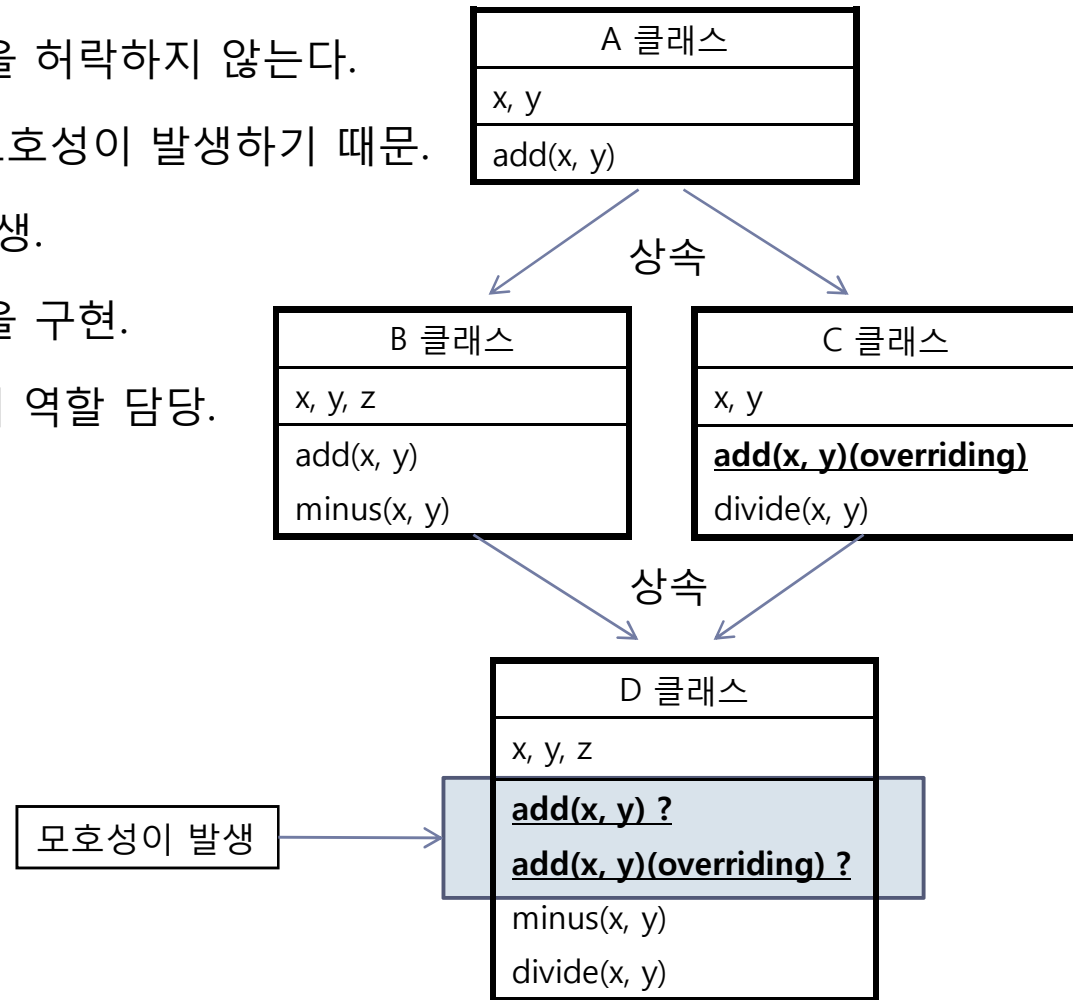 을 허락하지 않는다.
호성이 발생하기 때문.
생.
을 구현.
역할 담당.
A 클래스
x, y
add(x, y)
상속
B 클래스
x, y, z
add(x, y)
minus(x, y)
C 클래스
x, y
add(x, y)(overriding)
divide(x, y)
상속
D 클래스
x, y, z
add(x, y) ?
add(x, y)(overriding) ?
minus(x, y)
divide(x, y)
모호성이 발생